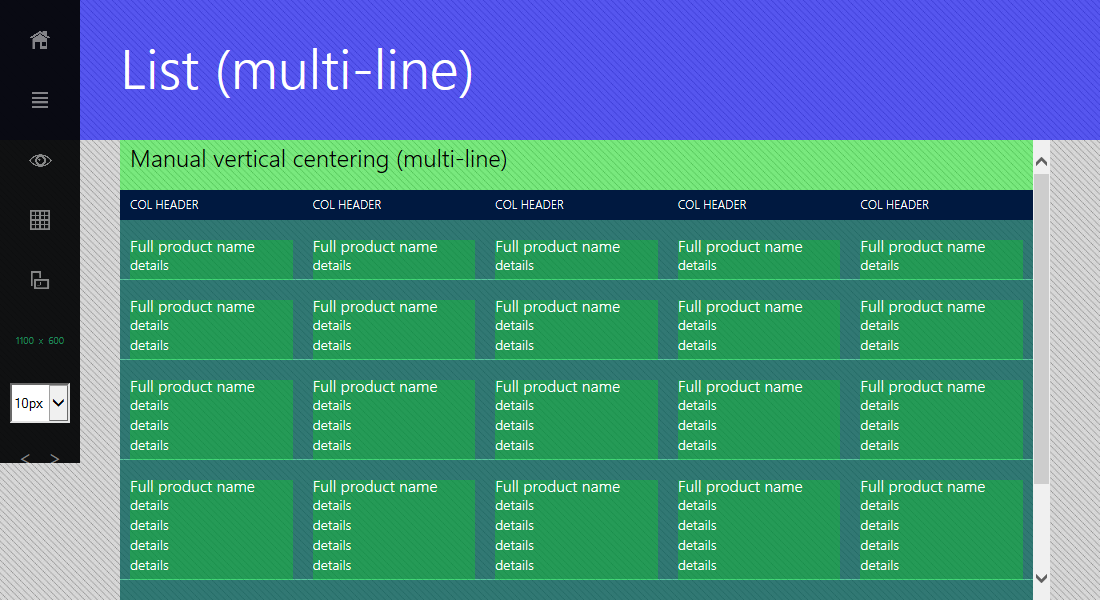 List (multi-line)
Manual vertical centering (multi-line)
COL HEADER COL HEADER COL HEADER COL HEADER COL HEADER
Full product name Full product name Full product name Full product name Full product name
details details details details details
Full product name Full product name Full product name Full product name Full product name
details details details details details
details details details details details
Full product name Full product name Full product name Full product name Full product name
details details details details details
details details details details details
details details details details details
Full product name Full product name Full product name Full product name Full product name
details details details details details
details details details details details
details details details details details
details details details details details
1100 x 600
10px
< >